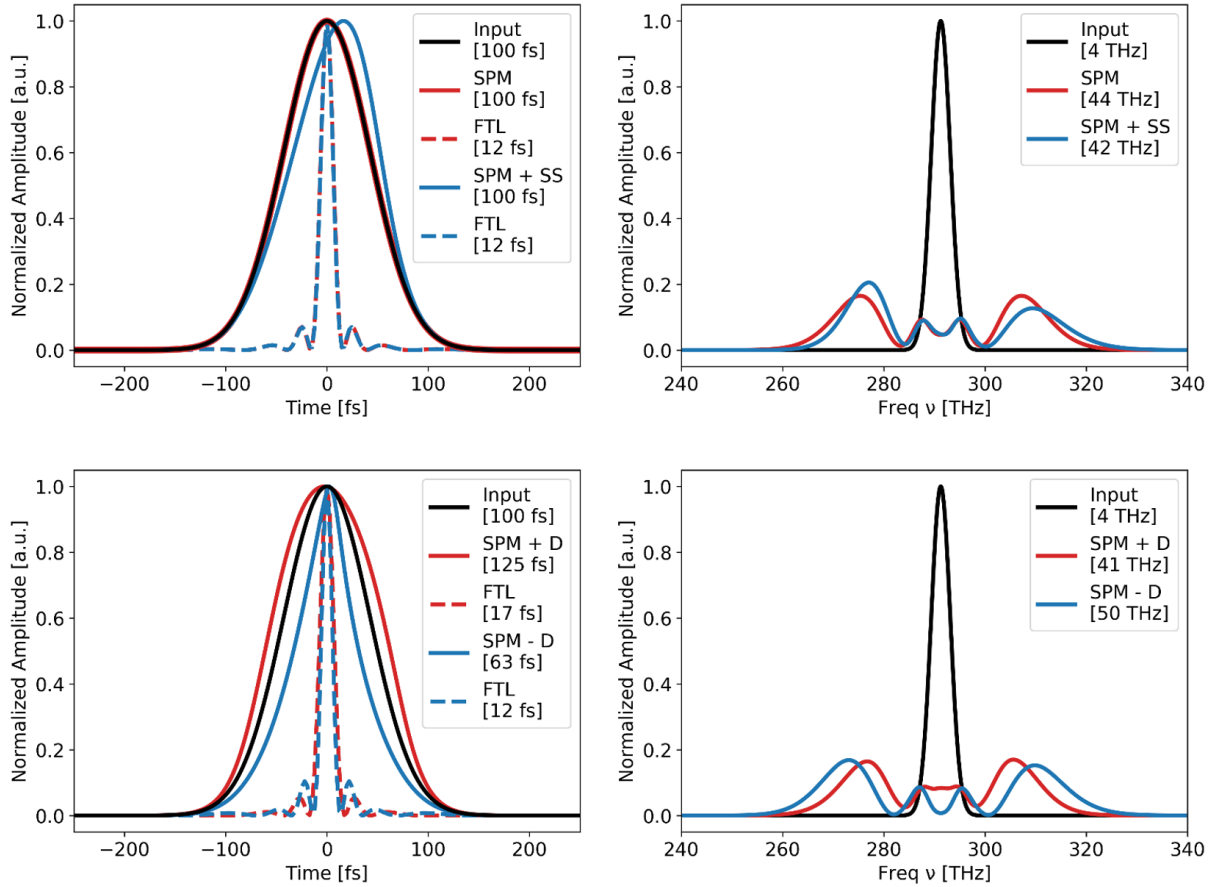 Normalized Amplitude [a.u.]
1.0
0.8
0.6
0.4
0.2
0.0
−200
−100
0
100
200
Time [fs]
Input
[100 fs]
SPM
[100 fs]
FTL
[12 fs]
SPM + SS
[100 fs]
FTL
[12 fs]
Normalized Amplitude [a.u.]
1.0
0.8
0.6
0.4
0.2
0.0
240
260
280
300
320
340
Freq ν [THz]
Input
[4 THz]
SPM
[44 THz]
SPM + SS
[42 THz]
Normalized Amplitude [a.u.]
1.0
0.8
0.6
0.4
0.2
0.0
−200
−100
0
100
200
Time [fs]
Input
[100 fs]
SPM + D
[125 fs]
FTL
[17 fs]
SPM - D
[63 fs]
FTL
[12 fs]
Normalized Amplitude [a.u.]
1.0
0.8
0.6
0.4
0.2
0.0
240
260
280
300
320
340
Freq ν [THz]
Input
[4 THz]
SPM + D
[41 THz]
SPM - D
[50 THz]